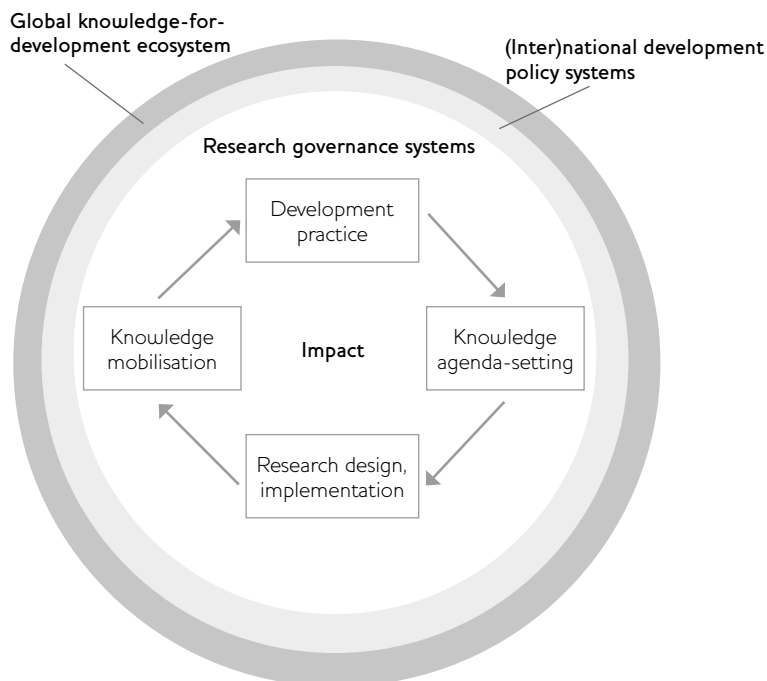 Global knowledge-for-
development ecosystem
(Inter)national development
policy systems
Research governance systems
Development
practice
Knowledge
mobilisation
Impact
Knowledge
agenda-setting
Research design,
implementation